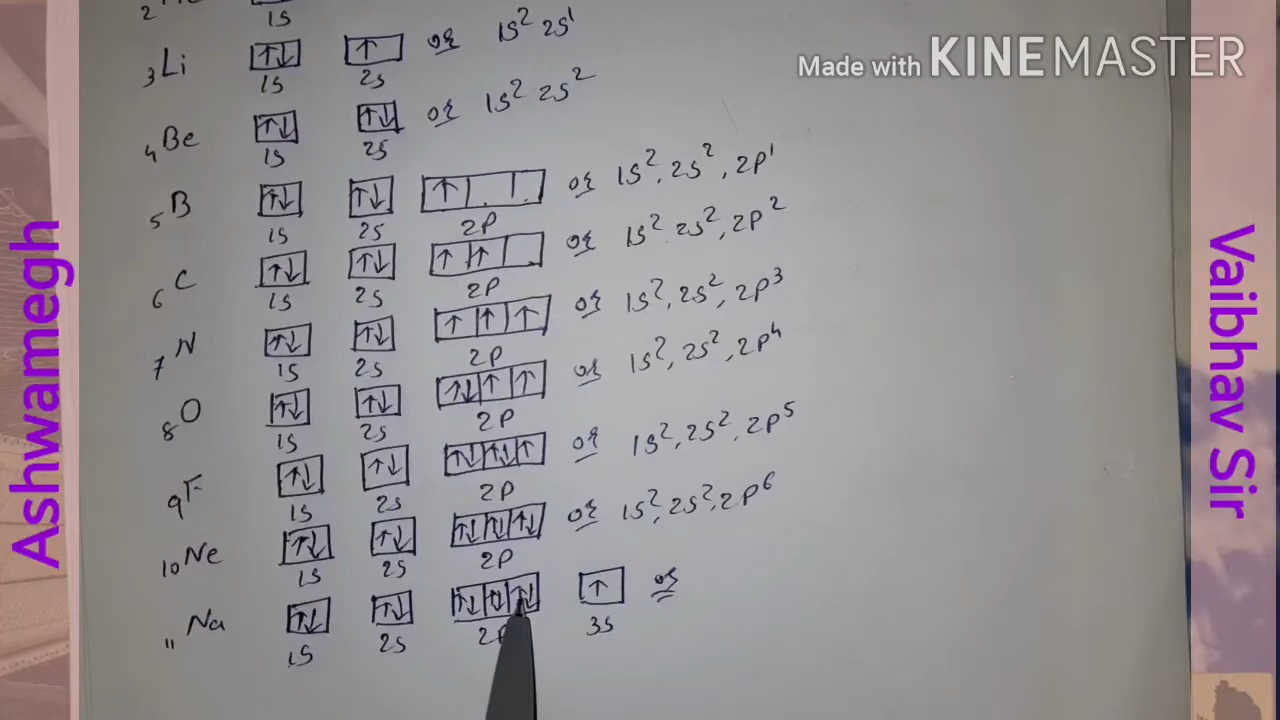 Made with KINEMASTER
Ashwamegh
Vaibhav Sir
1S
3Li ↑↓ ↑ or 1S² 2S¹
1S 2S
4Be ↑↓ ↑↓ or 1S² 2S²
1S 2S
5B ↑↓ ↑↓ ↑ or 1S², 2S², 2P¹
1S 2S 2P
6C ↑↓ ↑↓ ↑ ↑ or 1S² 2S², 2P²
1S 2S 2P
7N ↑↓ ↑↓ ↑ ↑ ↑ or 1S², 2S², 2P³
1S 2S 2P
8O ↑↓ ↑↓ ↑↓ ↑ ↑ or 1S², 2S², 2P⁴
1S 2S 2P
9F ↑↓ ↑↓ ↑↓ ↑↓ ↑ or 1S², 2S², 2P⁵
1S 2S 2P
10Ne ↑↓ ↑↓ ↑↓ ↑↓ ↑↓ or 1S², 2S², 2P⁶
1S 2S 2P
11Na ↑↓ ↑↓ ↑↓ ↑↓ ↑↓ ↑ or
1S 2S 2P 3S